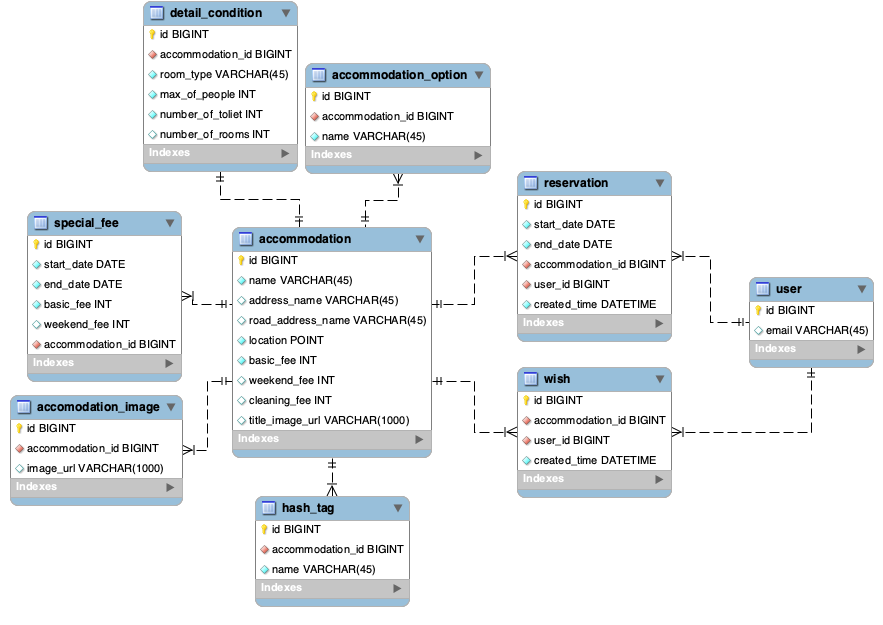 detail_condition
id BIGINT
accommodation_id BIGINT
room_type VARCHAR(45)
max_of_people INT
number_of_toliet INT
number_of_rooms INT
Indexes
accommodation_option
id BIGINT
accommodation_id BIGINT
name VARCHAR(45)
Indexes
special_fee
id BIGINT
start_date DATE
end_date DATE
basic_fee INT
weekend_fee INT
accommodation_id BIGINT
Indexes
accommodation
id BIGINT
name VARCHAR(45)
address_name VARCHAR(45)
road_address_name VARCHAR(45)
location POINT
basic_fee INT
weekend_fee INT
cleaning_fee INT
title_image_url VARCHAR(1000)
Indexes
reservation
id BIGINT
start_date DATE
end_date DATE
accommodation_id BIGINT
user_id BIGINT
created_time DATETIME
Indexes
user
id BIGINT
email VARCHAR(45)
Indexes
accomodation_image
id BIGINT
accommodation_id BIGINT
image_url VARCHAR(1000)
Indexes
wish
id BIGINT
accommodation_id BIGINT
user_id BIGINT
created_time DATETIME
Indexes
hash_tag
id BIGINT
accommodation_id BIGINT
name VARCHAR(45)
Indexes